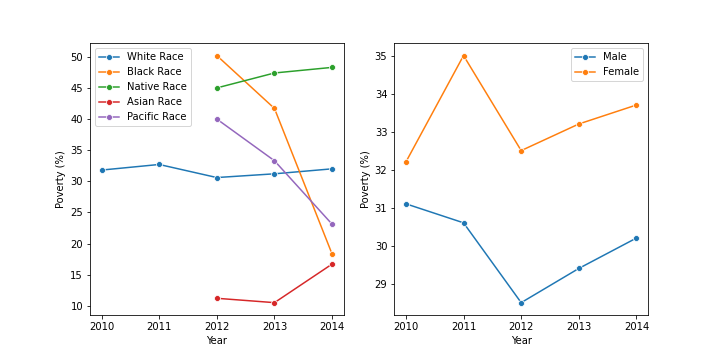 Poverty (%)
50
45
40
35
30
25
20
15
10
White Race
Black Race
Native Race
Asian Race
Pacific Race
2010 2011 2012 2013 2014
Year
Poverty (%)
35
34
33
32
31
30
29
Male
Female
2010 2011 2012 2013 2014
Year